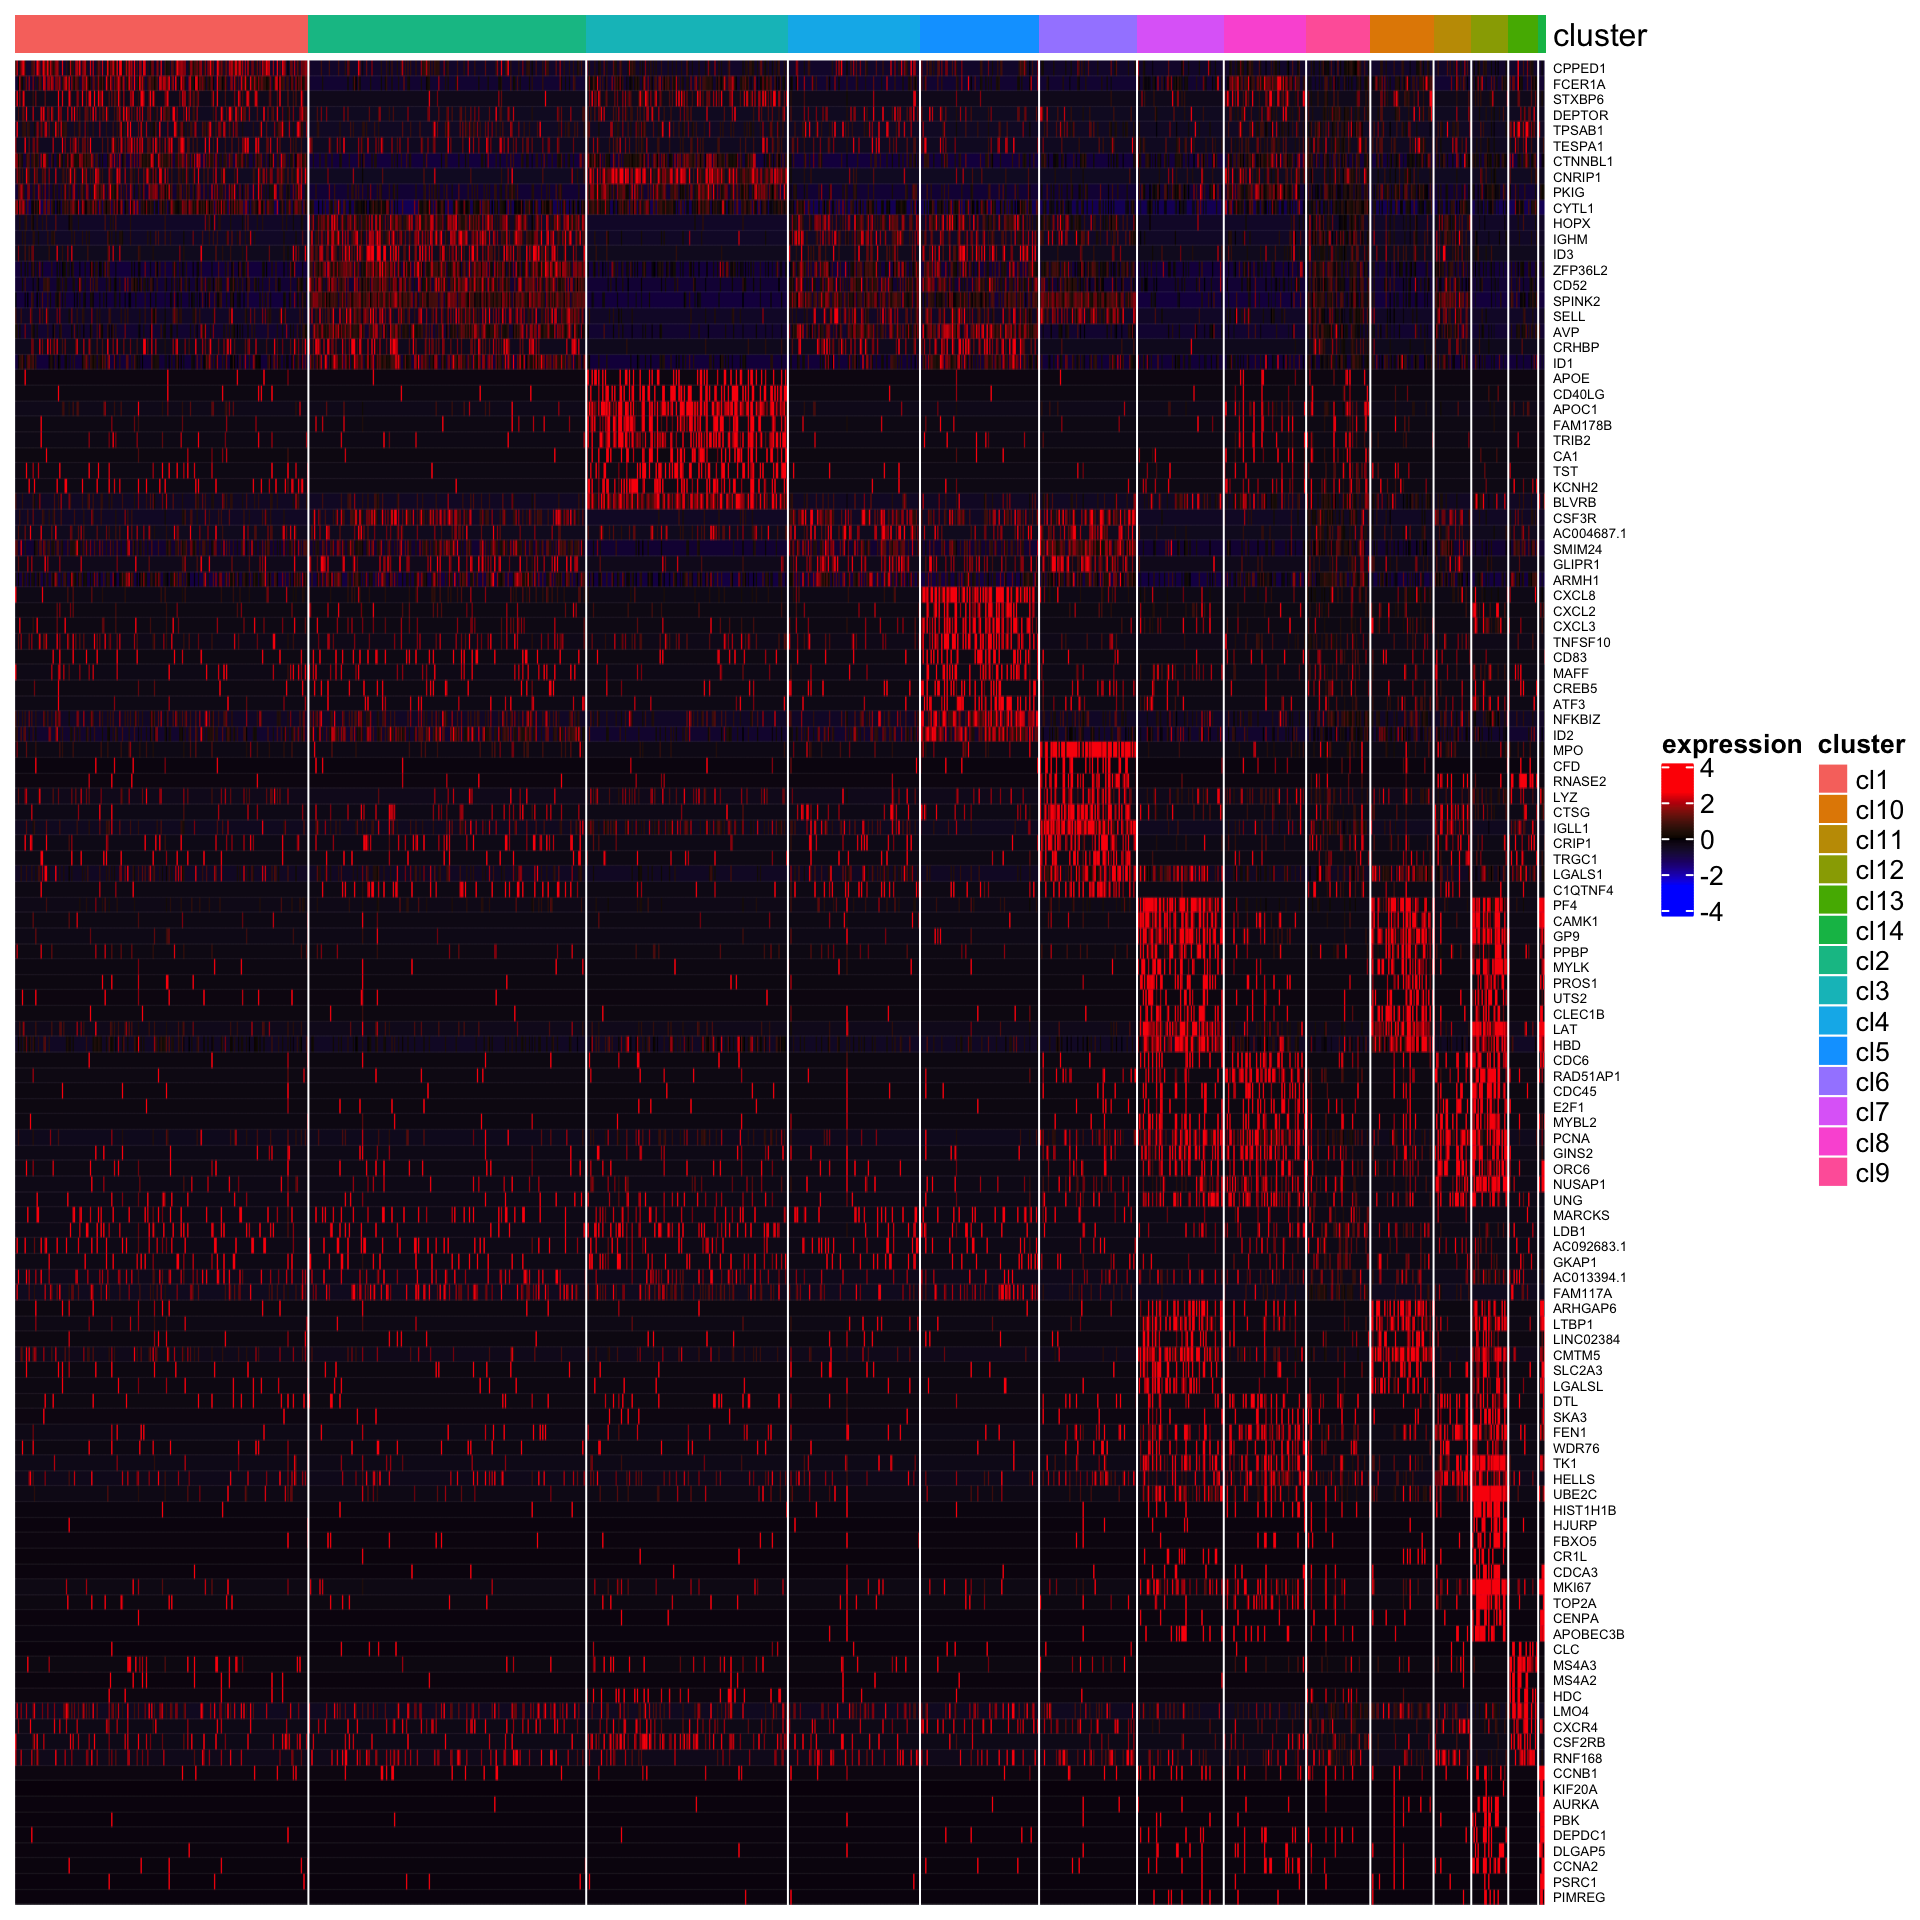 cluster
CPPED1
FCER1A
STXBP6
DEPTOR
TPSAB1
TESPA1
CTNNBL1
CNRIP1
PKIG
CYTL1
HOPX
IGHM
ID3
ZFP36L2
CD52
SPINK2
SELL
AVP
CRHBP
ID1
APOE
CD40LG
APOC1
FAM178B
TRIB2
CA1
TST
KCNH2
BLVRB
CSF3R
AC004687.1
SMIM24
GLIPR1
ARMH1
CXCL8
CXCL2
CXCL3
TNFSF10
CD83
MAFF
CREB5
ATF3
NFKBIZ
ID2
MPO
CFD
RNASE2
LYZ
CTSG
IGLL1
CRIP1
TRGC1
LGALS1
C1QTNF4
PF4
CAMK1
GP9
PPBP
MYLK
PROS1
UTS2
CLEC1B
LAT
HBD
CDC6
RAD51AP1
CDC45
E2F1
MYBL2
PCNA
GINS2
ORC6
NUSAP1
UNG
MARCKS
LDB1
AC092683.1
GKAP1
AC013394.1
FAM117A
ARHGAP6
LTBP1
LINC02384
CMTM5
SLC2A3
LGALSL
DTL
SKA3
FEN1
WDR76
TK1
HELLS
UBE2C
HIST1H1B
HJURP
FBXO5
CR1L
CDCA3
MKI67
TOP2A
CENPA
APOBEC3B
CLC
MS4A3
MS4A2
HDC
LMO4
CXCR4
CSF2RB
RNF168
CCNB1
KIF20A
AURKA
PBK
DEPDC1
DLGAP5
CCNA2
PSRC1
PIMREG
expression
4
2
0
-2
-4
cluster
cl1
cl10
cl11
cl12
cl13
cl14
cl2
cl3
cl4
cl5
cl6
cl7
cl8
cl9